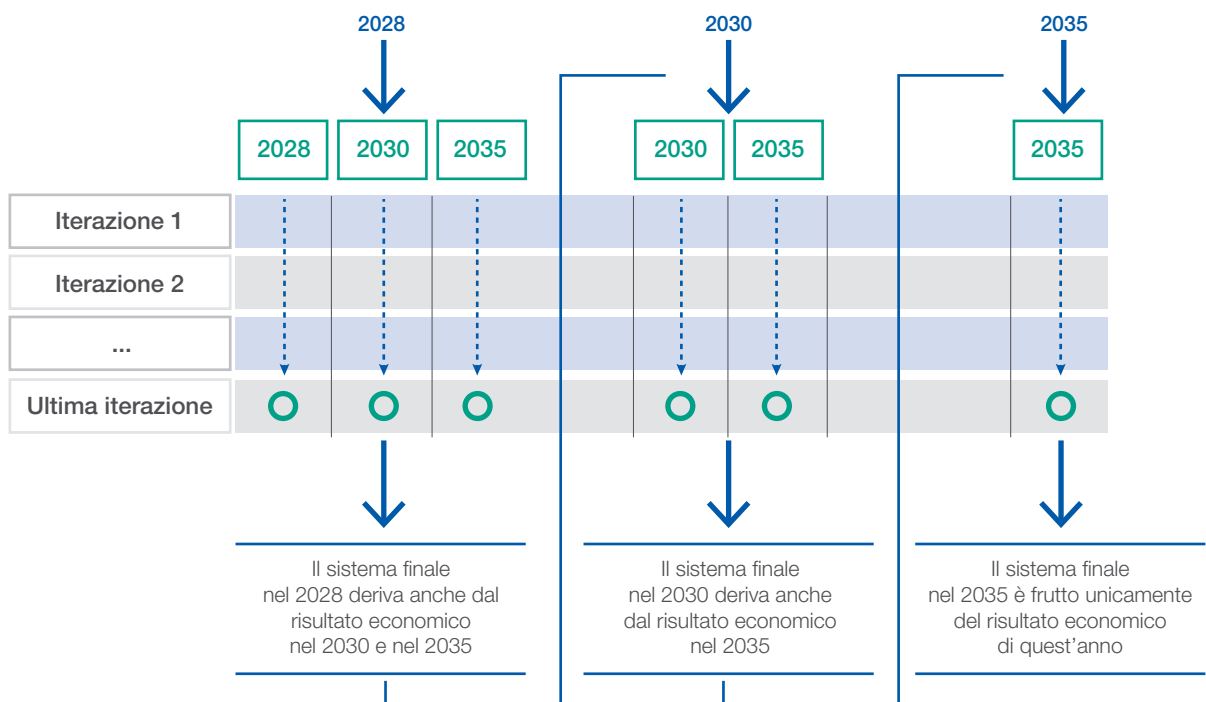 2028
2030
2035
2028
2030
2035
2030
2035
2035
Iterazione 1
Iterazione 2
...
Ultima iterazione
Il sistema finale
nel 2028 deriva anche dal
risultato economico
nel 2030 e nel 2035
Il sistema finale
nel 2030 deriva anche
dal risultato economico
nel 2035
Il sistema finale
nel 2035 è frutto unicamente
del risultato economico
di quest'anno